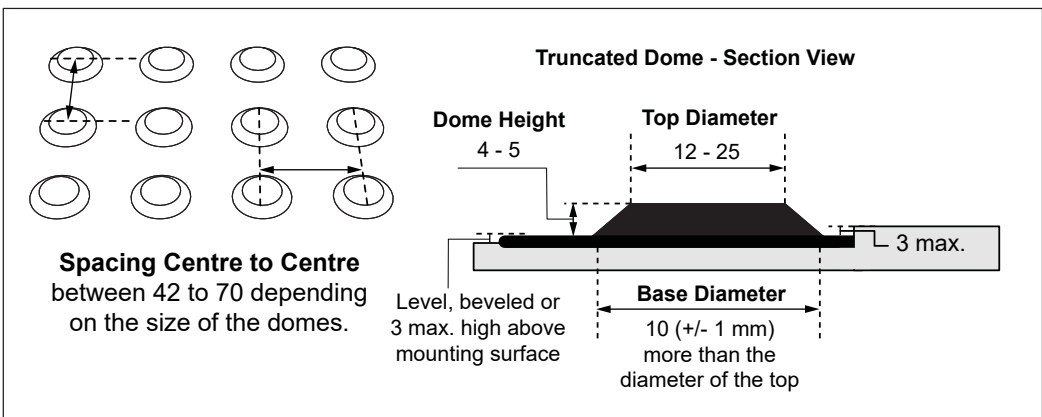 Truncated Dome - Section View
Dome Height
4 - 5
Top Diameter
12 - 25
3 max.
Spacing Centre to Centre
between 42 to 70 depending
on the size of the domes.
Level, beveled or
3 max. high above
mounting surface
Base Diameter
10 (+/- 1 mm)
more than the
diameter of the top